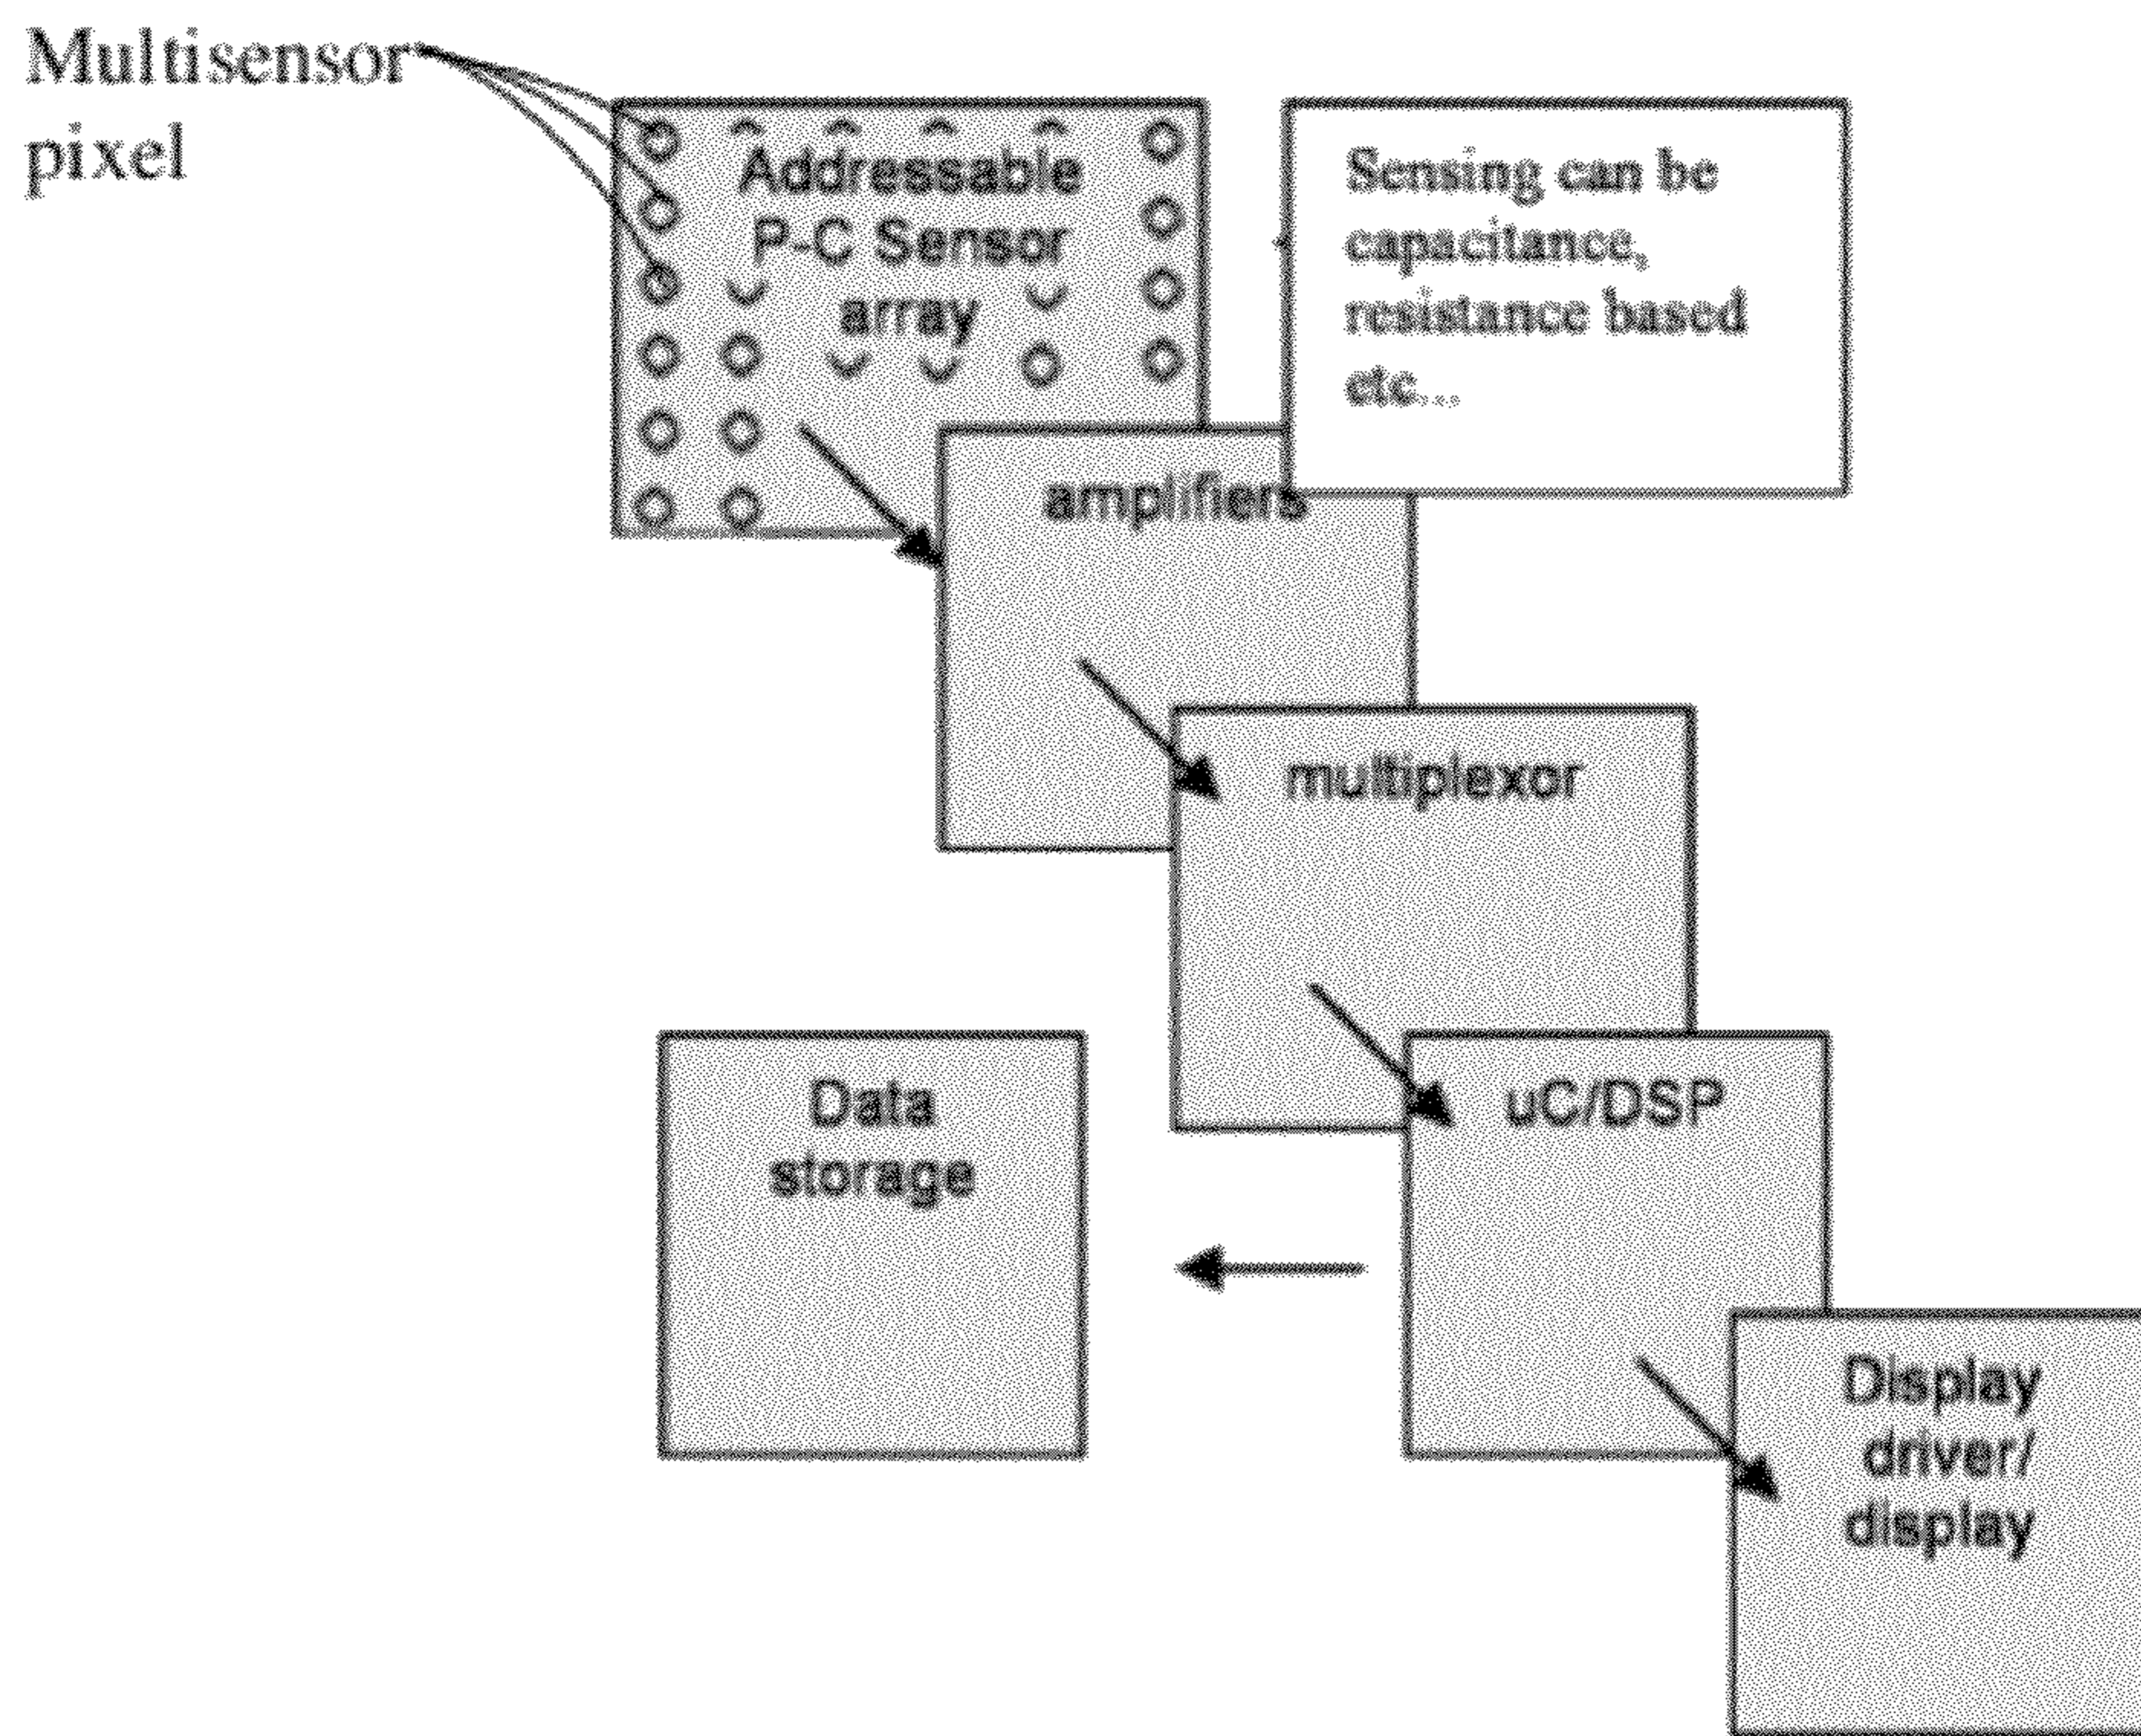 Multisensor
pixel
Addressable
P-C Sensor
array
Sensing can be
capacitance,
resistance based
etc...
amplifiers
multiplexor
uC/DSP
Data
storage
Display
driver/
display